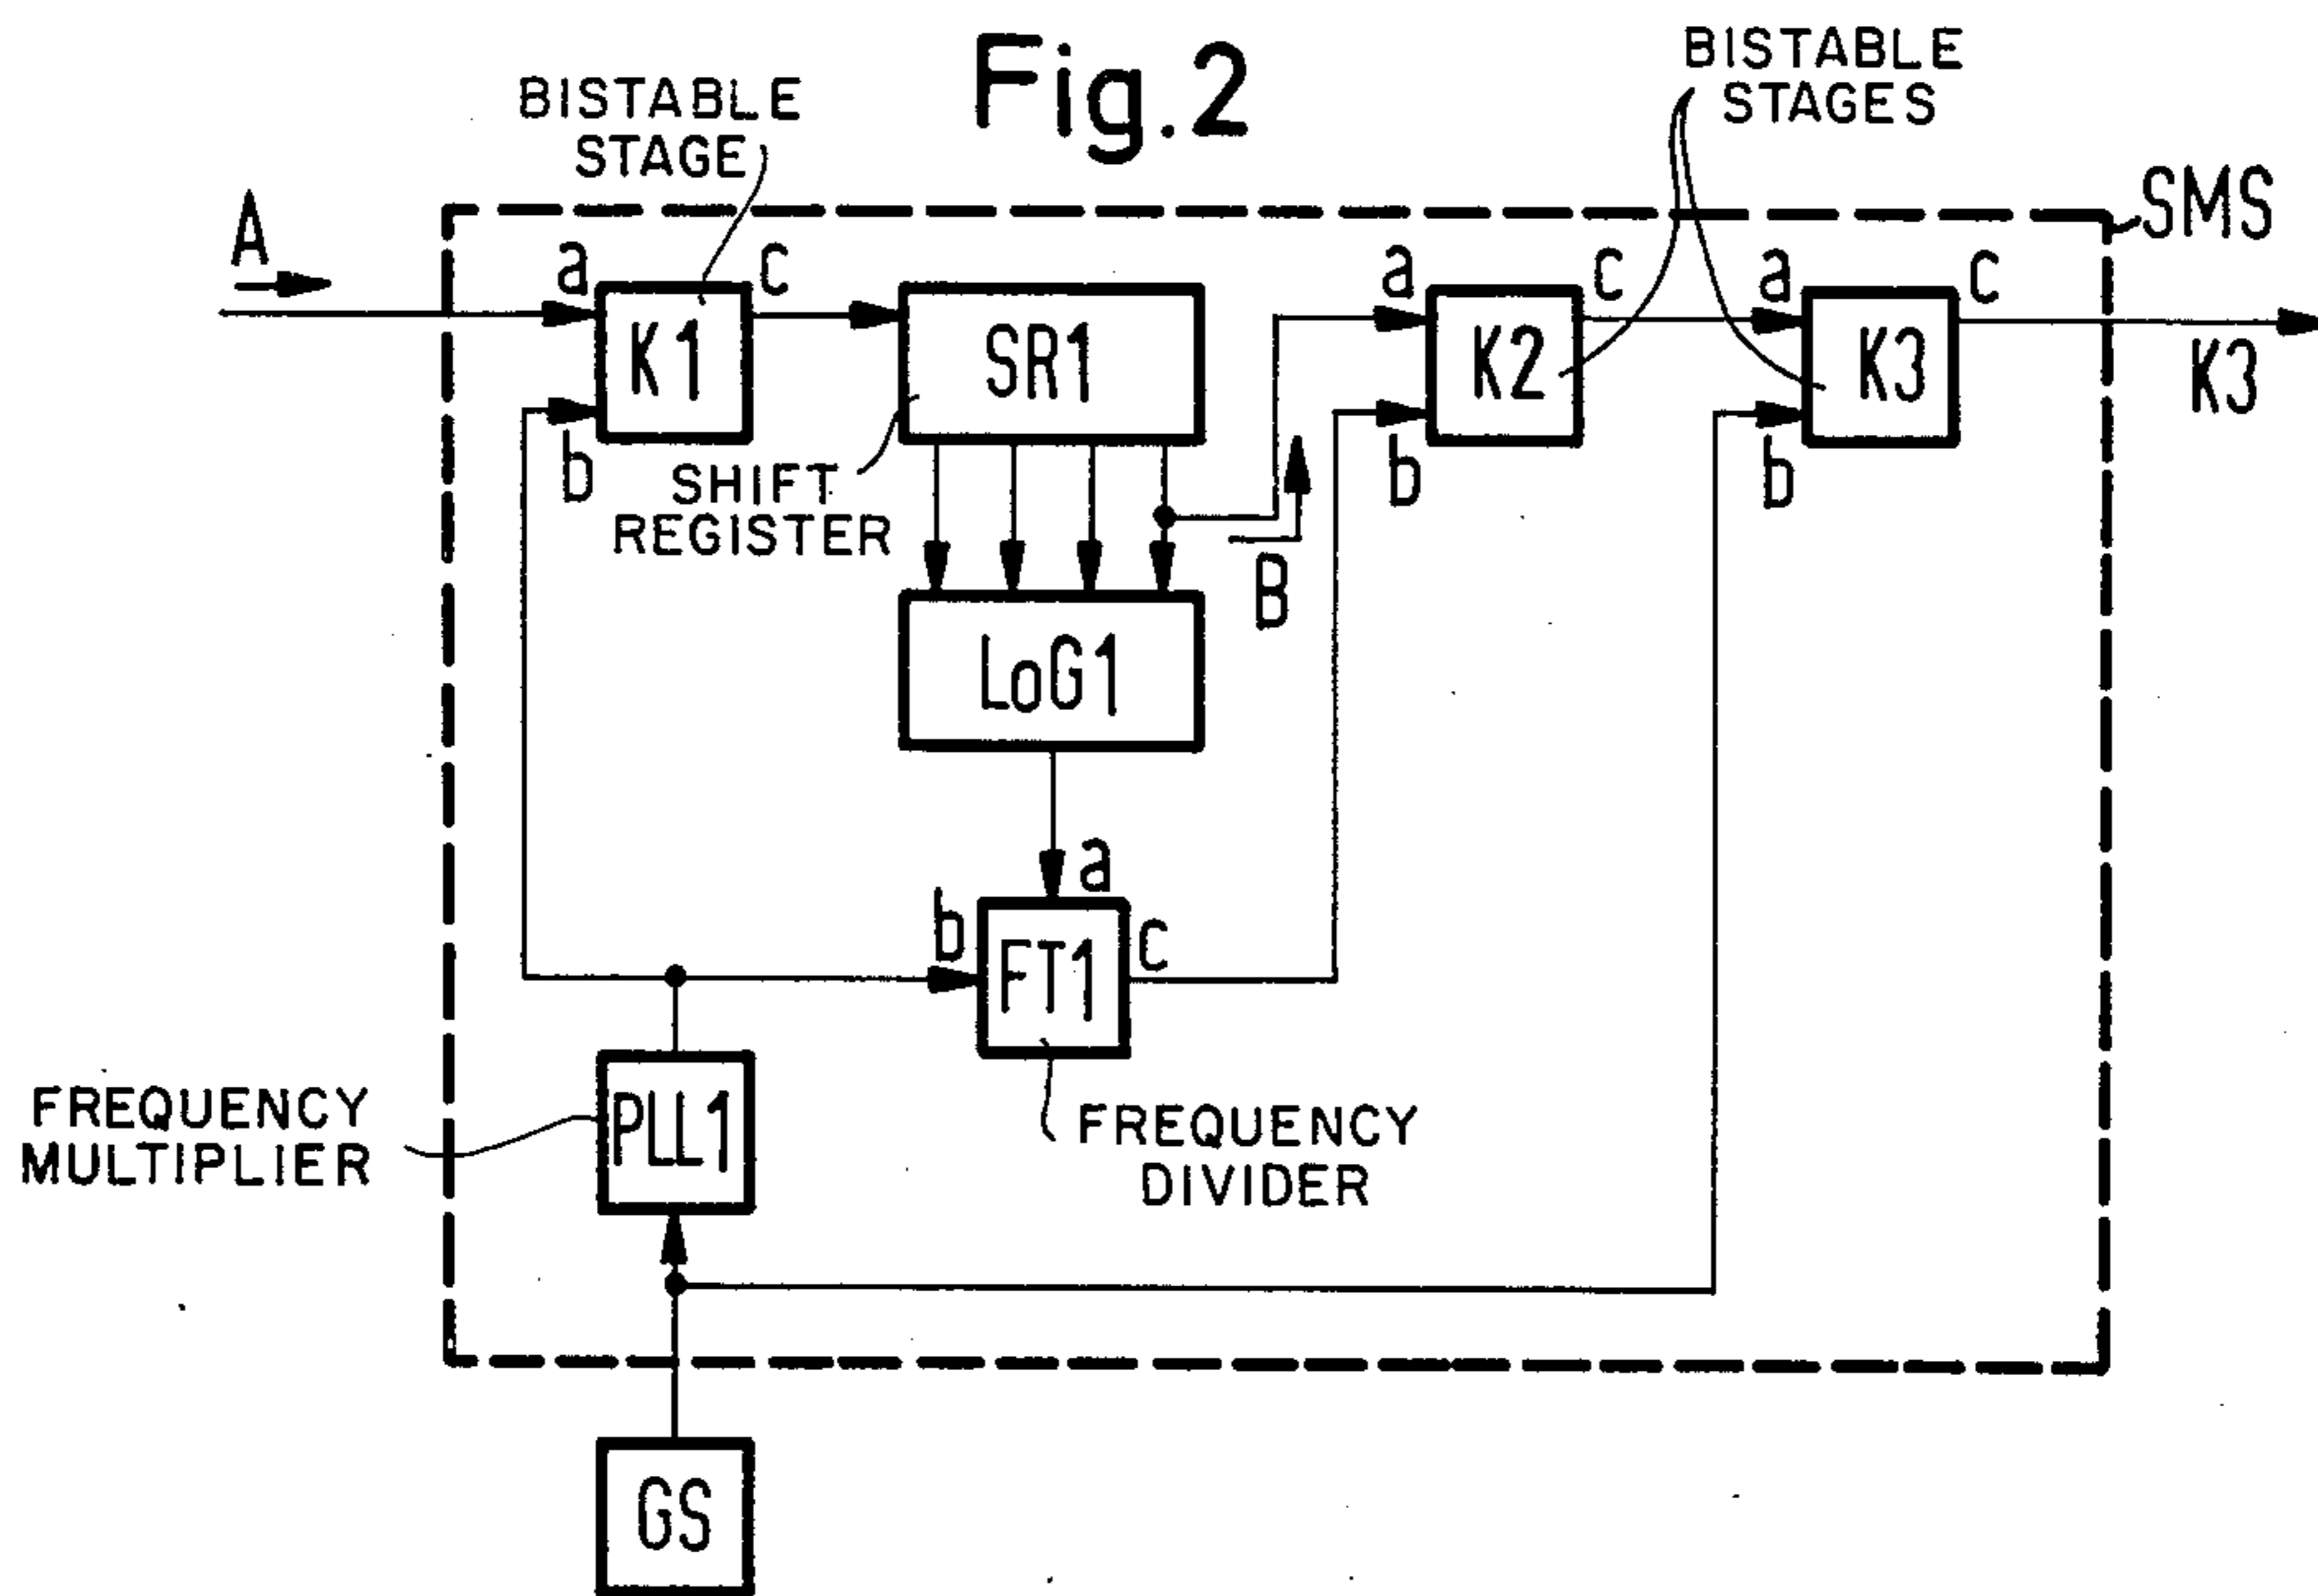 Fig.2
BISTABLE
STAGE
BISTABLE
STAGES
SMS
A
a
K1
c
b
SR1
SHIFT
REGISTER
a
K2
c
b
a
K3
c
b
K3
B
LoG1
a
b
FT1
c
FREQUENCY
MULTIPLIER
PLL1
FREQUENCY
DIVIDER
GS